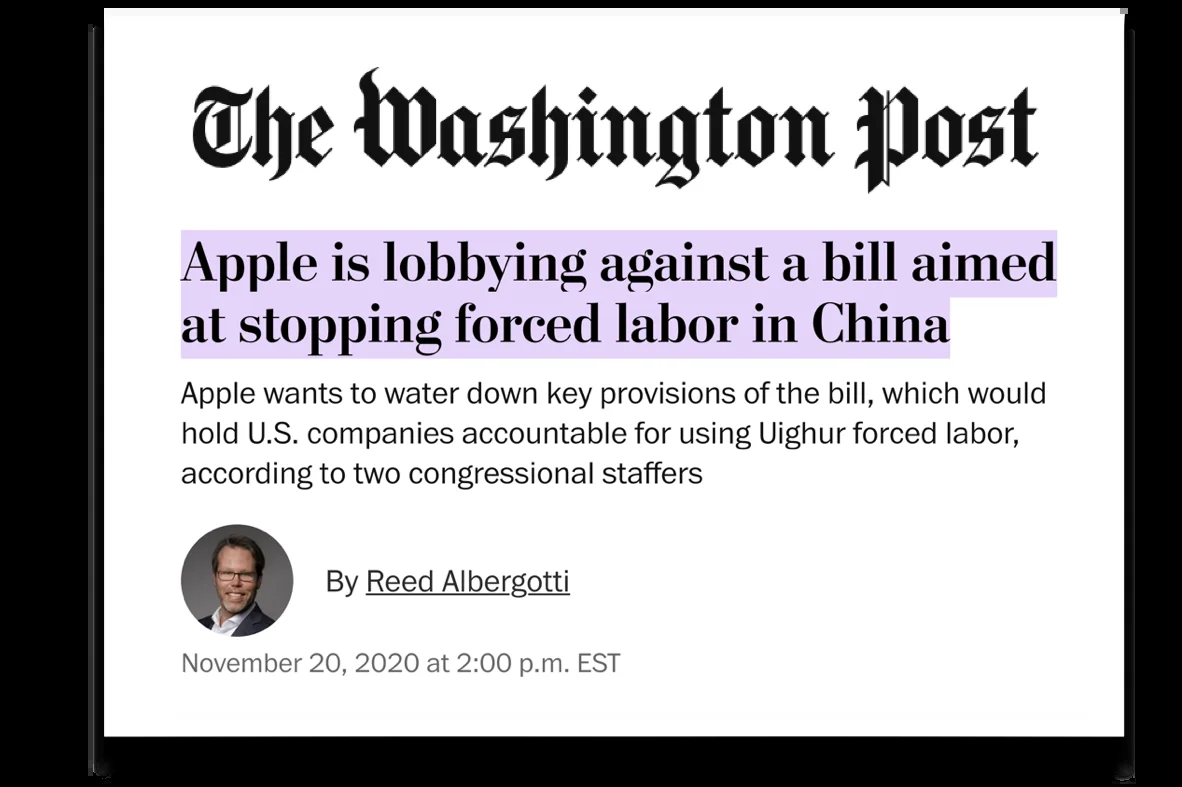 The Washington Post
Apple is lobbying against a bill aimed
at stopping forced labor in China
Apple wants to water down key provisions of the bill, which would
hold U.S. companies accountable for using Uighur forced labor,
according to two congressional staffers
By Reed Albergotti
November 20, 2020 at 2:00 p.m. EST